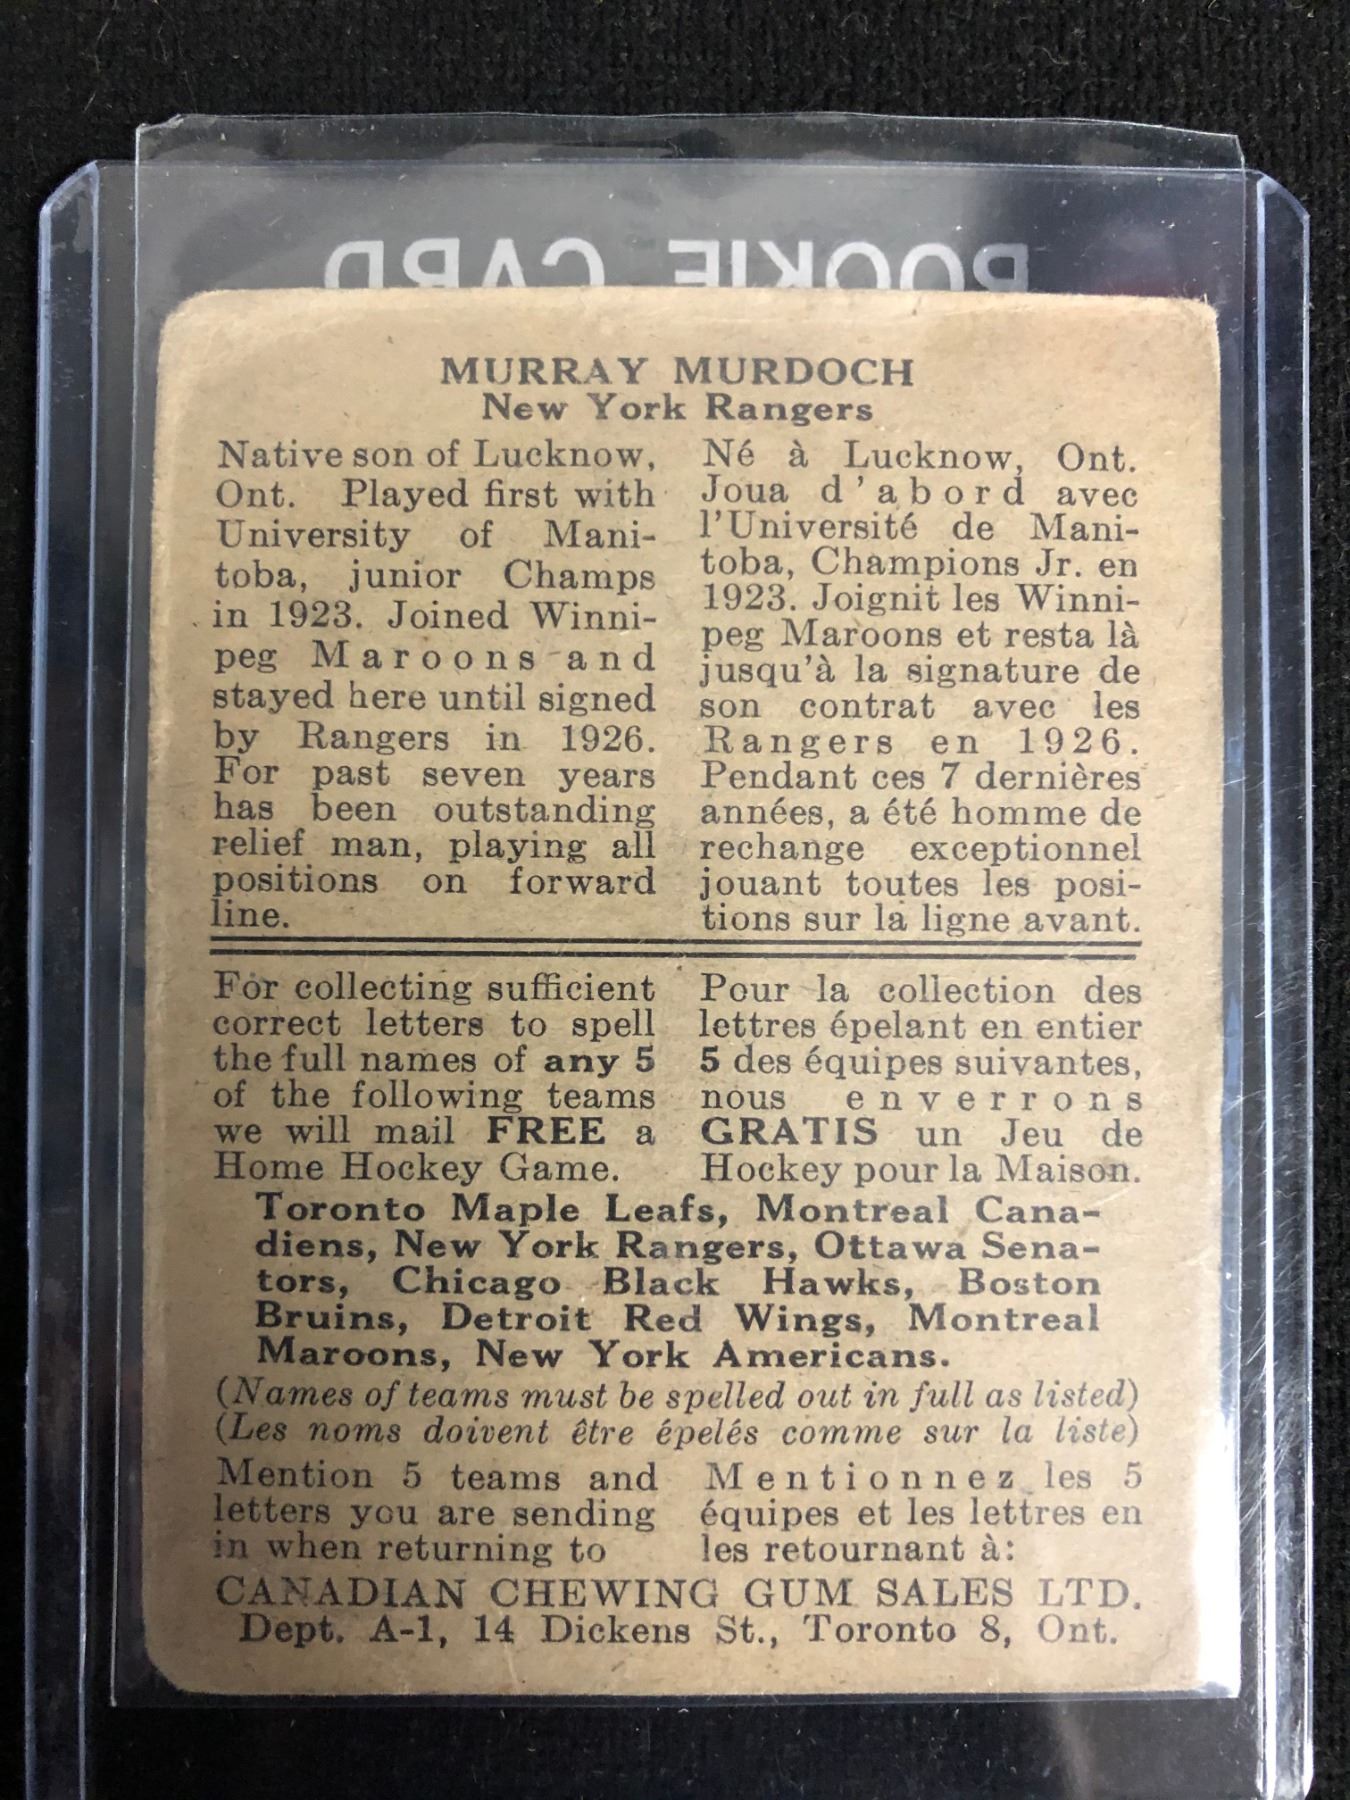 ROOKIE CARD
MURRAY MURDOCH
New York Rangers
Native son of Lucknow,
Ont. Played first with
University of Mani-
toba, junior Champs
in 1923. Joined Winni-
peg Maroons and
stayed here until signed
by Rangers in 1926.
For past seven years
has been outstanding
relief man, playing all
positions on forward
line.
Né à Lucknow, Ont.
Joua d'abord avec
l'Université de Mani-
toba, Champions Jr. en
1923. Joignit les Winni-
peg Maroons et resta là
jusqu'à la signature de
son contrat avec les
Rangers en 1926.
Pendant ces 7 dernières
années, a été homme de
rechange exceptionnel
jouant toutes les posi-
tions sur la ligne avant.
For collecting sufficient
correct letters to spell
the full names of any 5
of the following teams
we will mail FREE a
Home Hockey Game.
Pour la collection des
lettres épelant en entier
5 des équipes suivantes,
nous enverrons
GRATIS un Jeu de
Hockey pour la Maison.
Toronto Maple Leafs, Montreal Cana-
diens, New York Rangers, Ottawa Sena-
tors, Chicago Black Hawks, Boston
Bruins, Detroit Red Wings, Montreal
Maroons, New York Americans.
(Names of teams must be spelled out in full as listed)
(Les noms doivent être épelés comme sur la liste)
Mention 5 teams and
letters you are sending
in when returning to
Mentionnez les 5
équipes et les lettres en
les retournant à:
CANADIAN CHEWING GUM SALES LTD.
Dept. A-1, 14 Dickens St., Toronto 8, Ont.